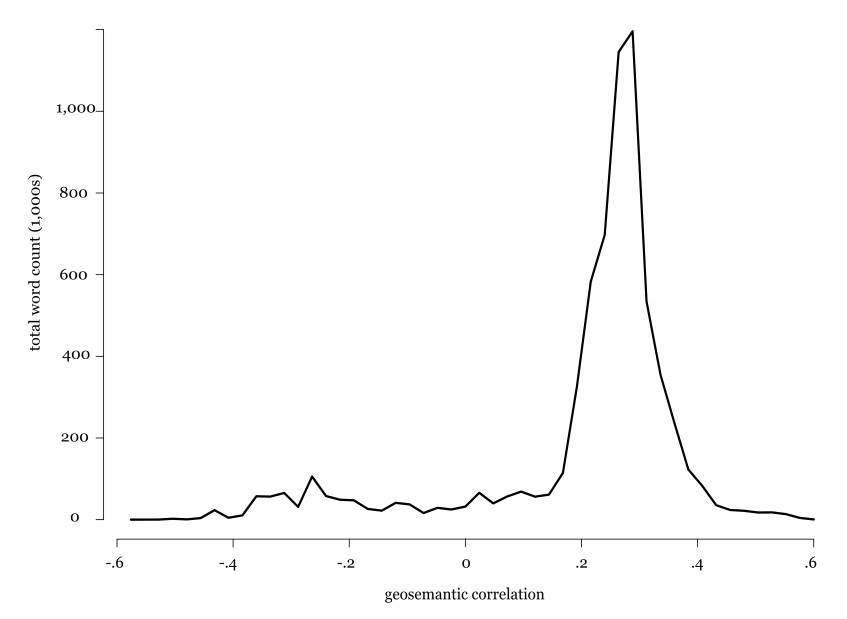 1,000
800
600
400
200
0
total word count (1,000s)
-.6 -.4 -.2 0 .2 .4 .6
geosemantic correlation